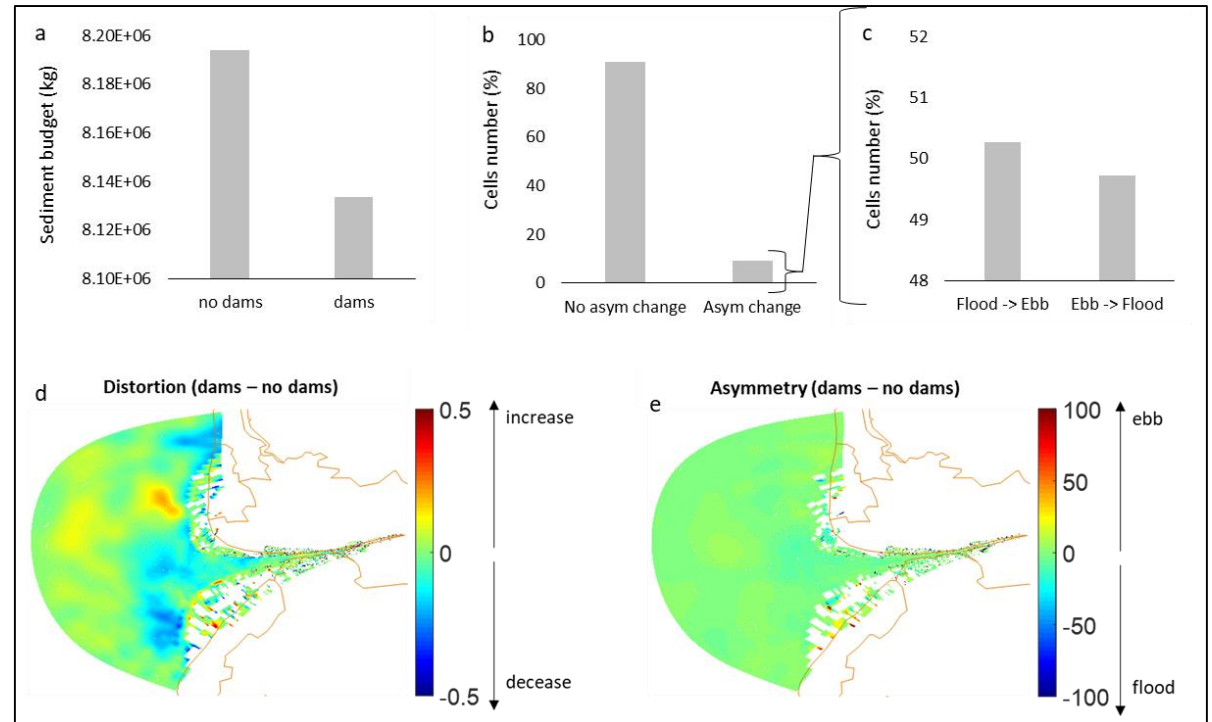 a
8.20E+06
8.18E+06
8.16E+06
8.14E+06
8.12E+06
8.10E+06
Sediment budget (kg)
no dams
dams
b
100
80
60
40
20
0
Cells number (%)
No asym change
Asym change
c
52
51
50
49
48
Cells number (%)
Flood -> Ebb
Ebb -> Flood
d
Distortion (dams – no dams)
0.5
0
-0.5
increase
decease
e
Asymmetry (dams – no dams)
100
50
0
-50
-100
ebb
flood